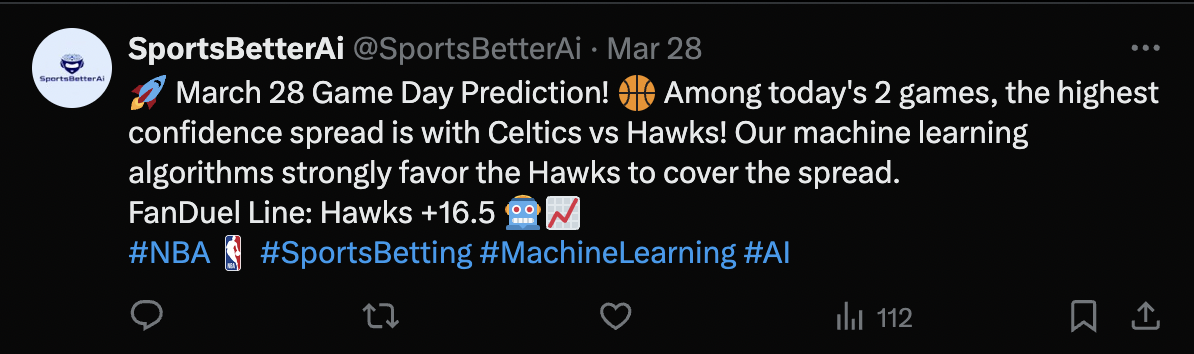 SportsBetterAi @SportsBetterAi · Mar 28
SportsBetterAi
🚀 March 28 Game Day Prediction! 🏀 Among today's 2 games, the highest
confidence spread is with Celtics vs Hawks! Our machine learning
algorithms strongly favor the Hawks to cover the spread.
FanDuel Line: Hawks +16.5 🤖📈
#NBA #SportsBetting #MachineLearning #AI
112